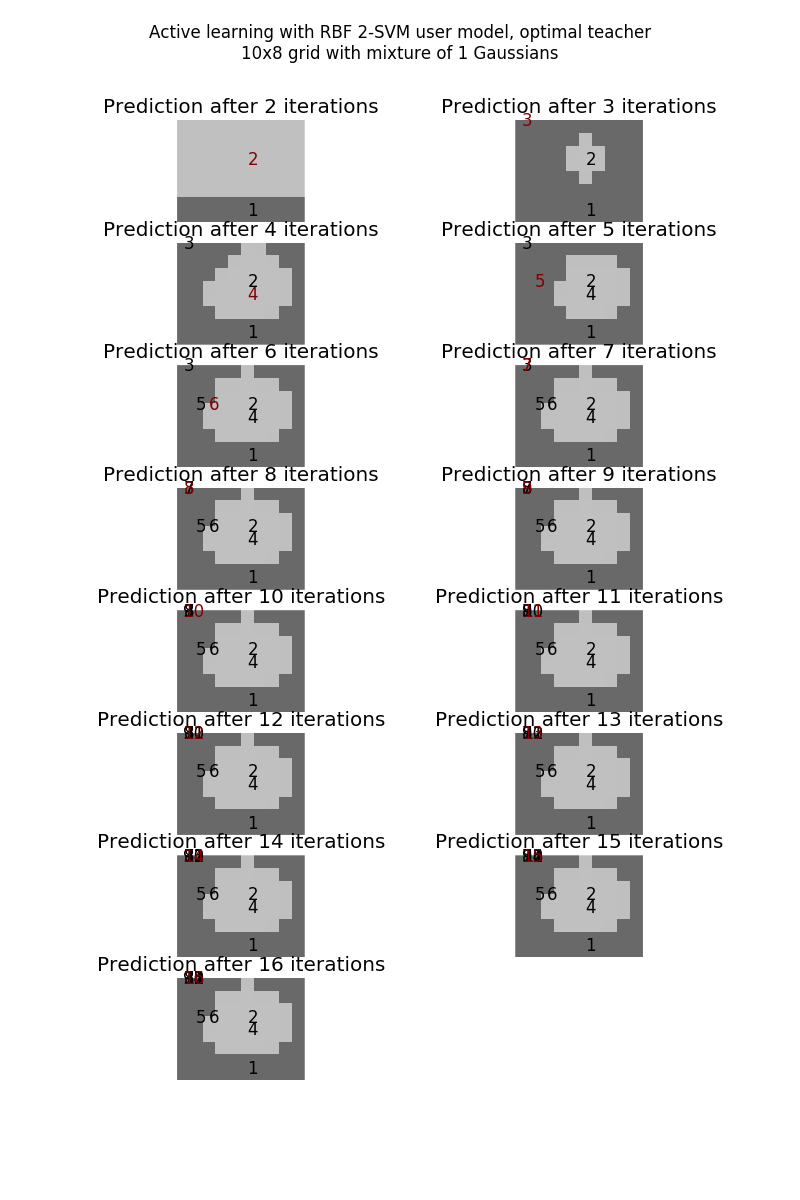 Active learning with RBF 2-SVM user model, optimal teacher
10x8 grid with mixture of 1 Gaussians
Prediction after 2 iterations
2
1
Prediction after 3 iterations
3
2
1
Prediction after 4 iterations
3
2
4
1
Prediction after 5 iterations
3
5 2
4
1
Prediction after 6 iterations
3
5 6 2
4
1
Prediction after 7 iterations
5 6 2
4
1
Prediction after 8 iterations
5 6 2
4
1
Prediction after 9 iterations
5 6 2
4
1
Prediction after 10 iterations
5 6 2
4
1
Prediction after 11 iterations
5 6 2
4
1
Prediction after 12 iterations
5 6 2
4
1
Prediction after 13 iterations
5 6 2
4
1
Prediction after 14 iterations
5 6 2
4
1
Prediction after 15 iterations
5 6 2
4
1
Prediction after 16 iterations
5 6 2
4
1